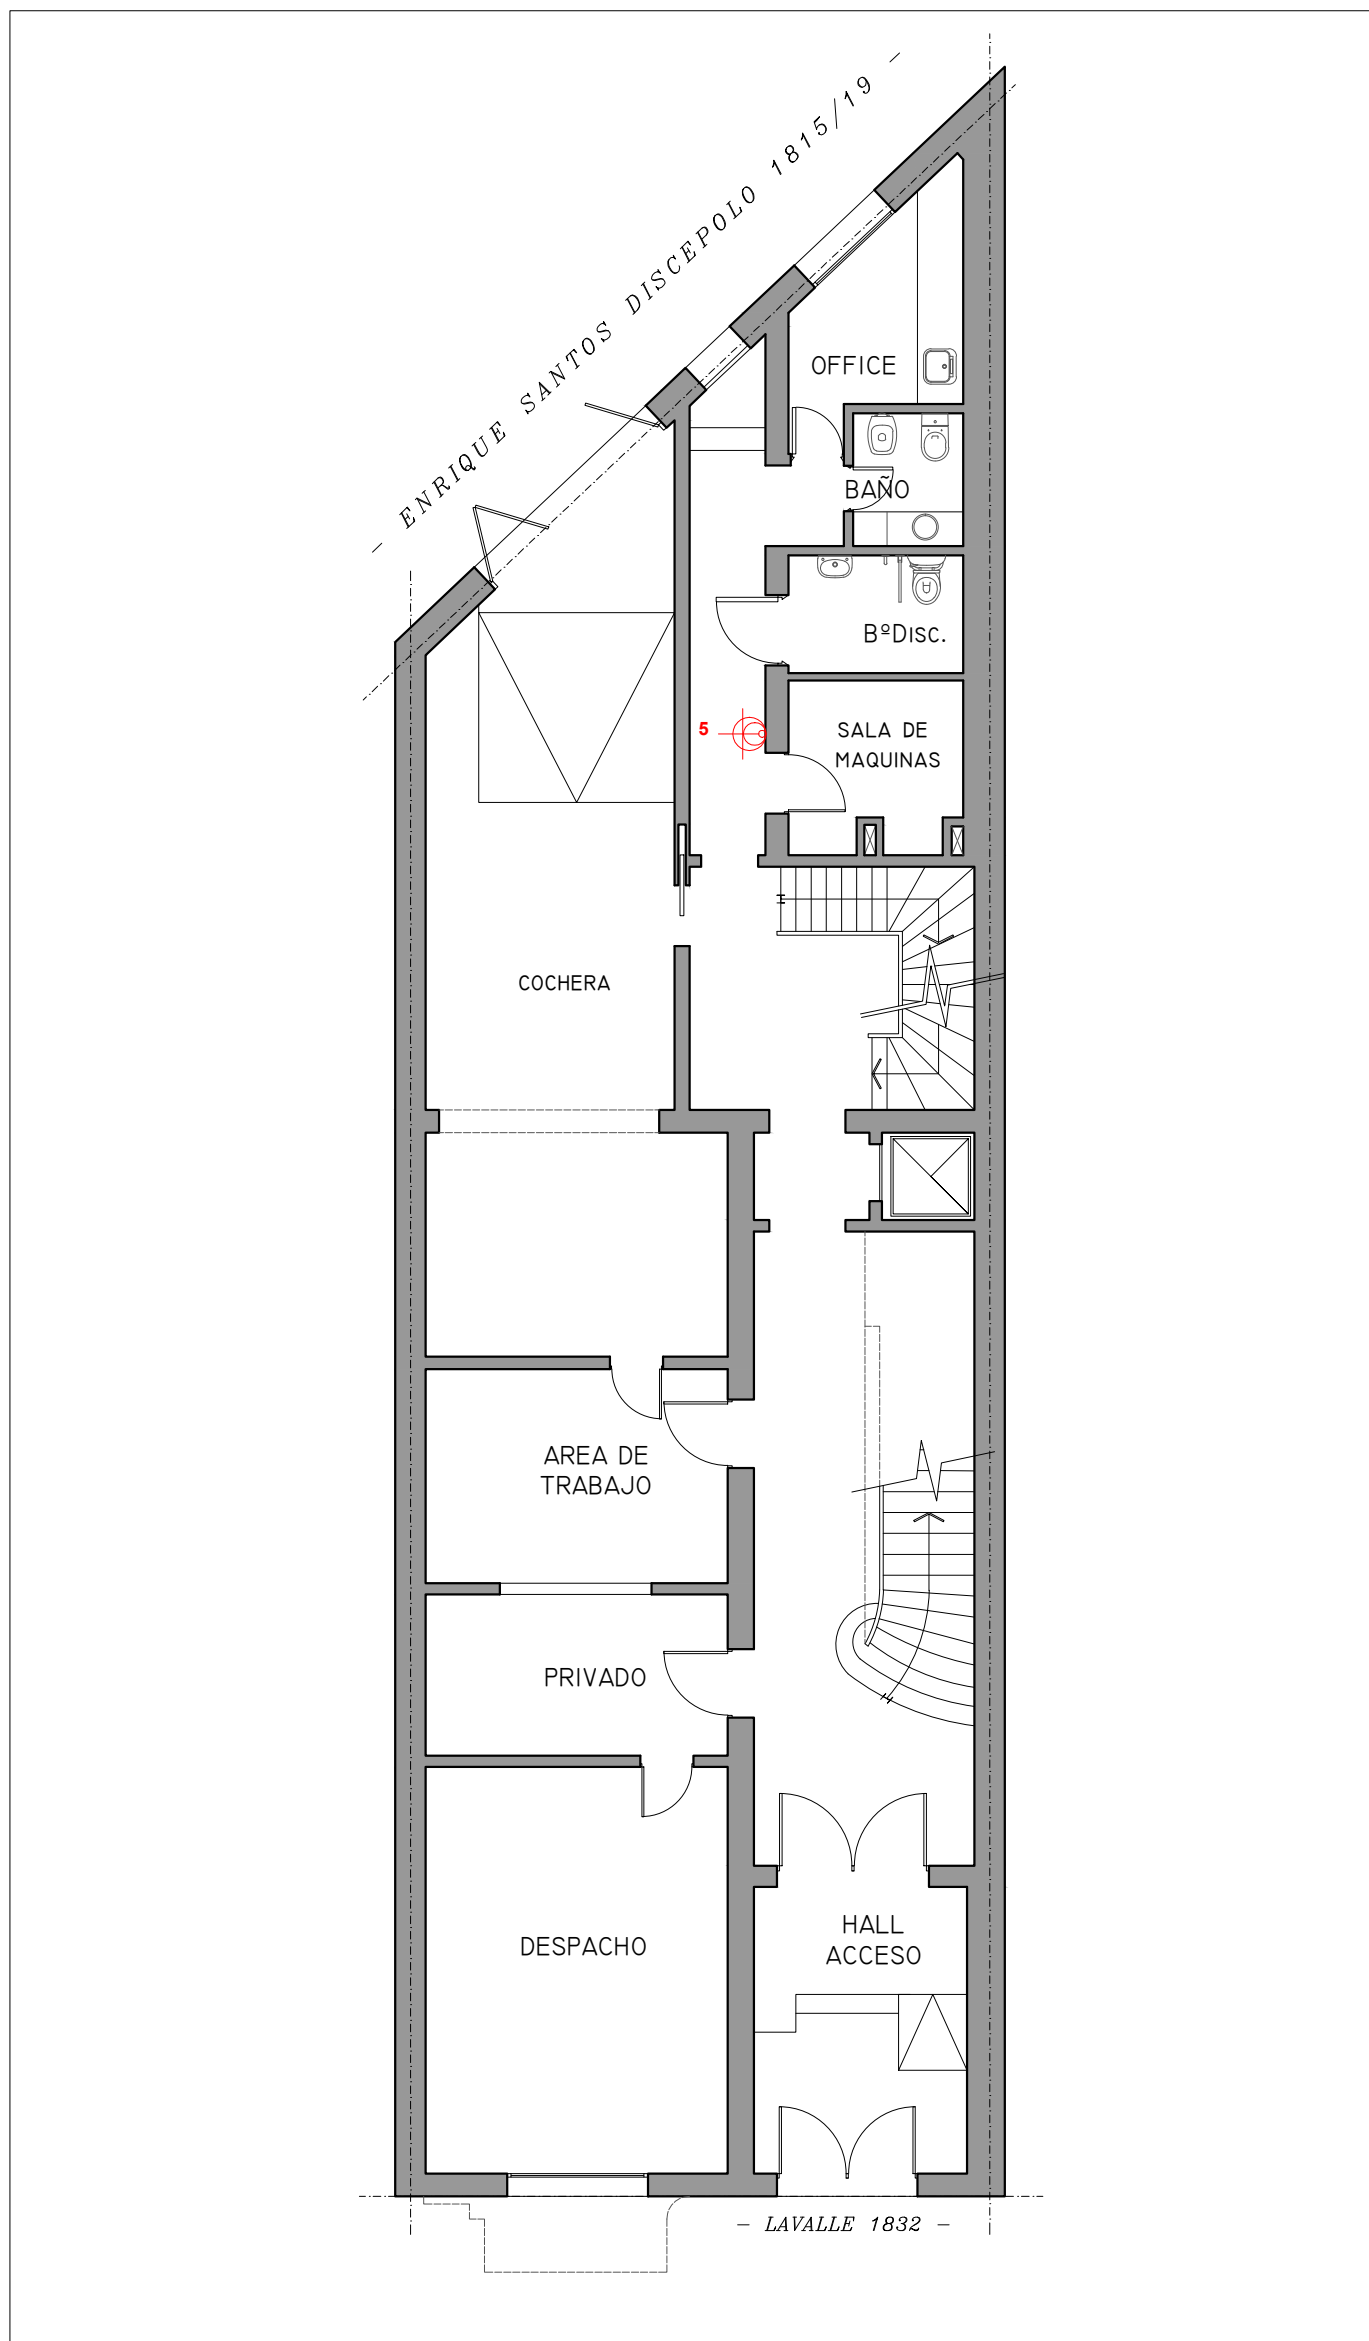 - ENRIQUE SANTOS DISCEPOLO 1815/19 -
OFFICE
BAÑO
BºDISC.
5
SALA DE
MAQUINAS
COCHERA
AREA DE
TRABAJO
PRIVADO
DESPACHO
HALL
ACCESO
- LAVALLE 1832 -